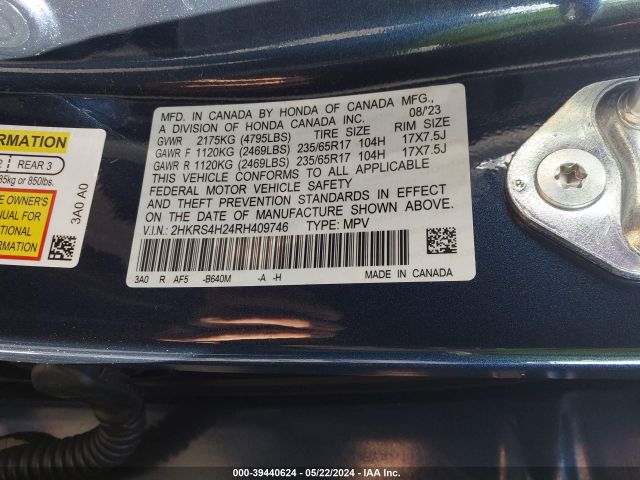 ORMATION
2 REAR 3
85kg or 850lbs.
E OWNER'S
ANUAL FOR
ITIONAL
RMATION
3A0 A0
MFD. IN CANADA BY HONDA OF CANADA MFG.,
A DIVISION OF HONDA CANADA INC. 08/23
GVWR 2175KG (4795LBS) TIRE SIZE RIM SIZE
GAWR F 1120KG (2469LBS) 235/65R17 104H 17X7.5J
GAWR R 1120KG (2469LBS) 235/65R17 104H 17X7.5J
THIS VEHICLE CONFORMS TO ALL APPLICABLE
FEDERAL MOTOR VEHICLE SAFETY
AND THEFT PREVENTION STANDARDS IN EFFECT
ON THE DATE OF MANUFACTURE SHOWN ABOVE.
V.I.N.: 2HKRS4H24RH409746 TYPE: MPV
3A0 R AF5 -B640M -A -H MADE IN CANADA
000-39440624 - 05/22/2024 - IAA Inc.